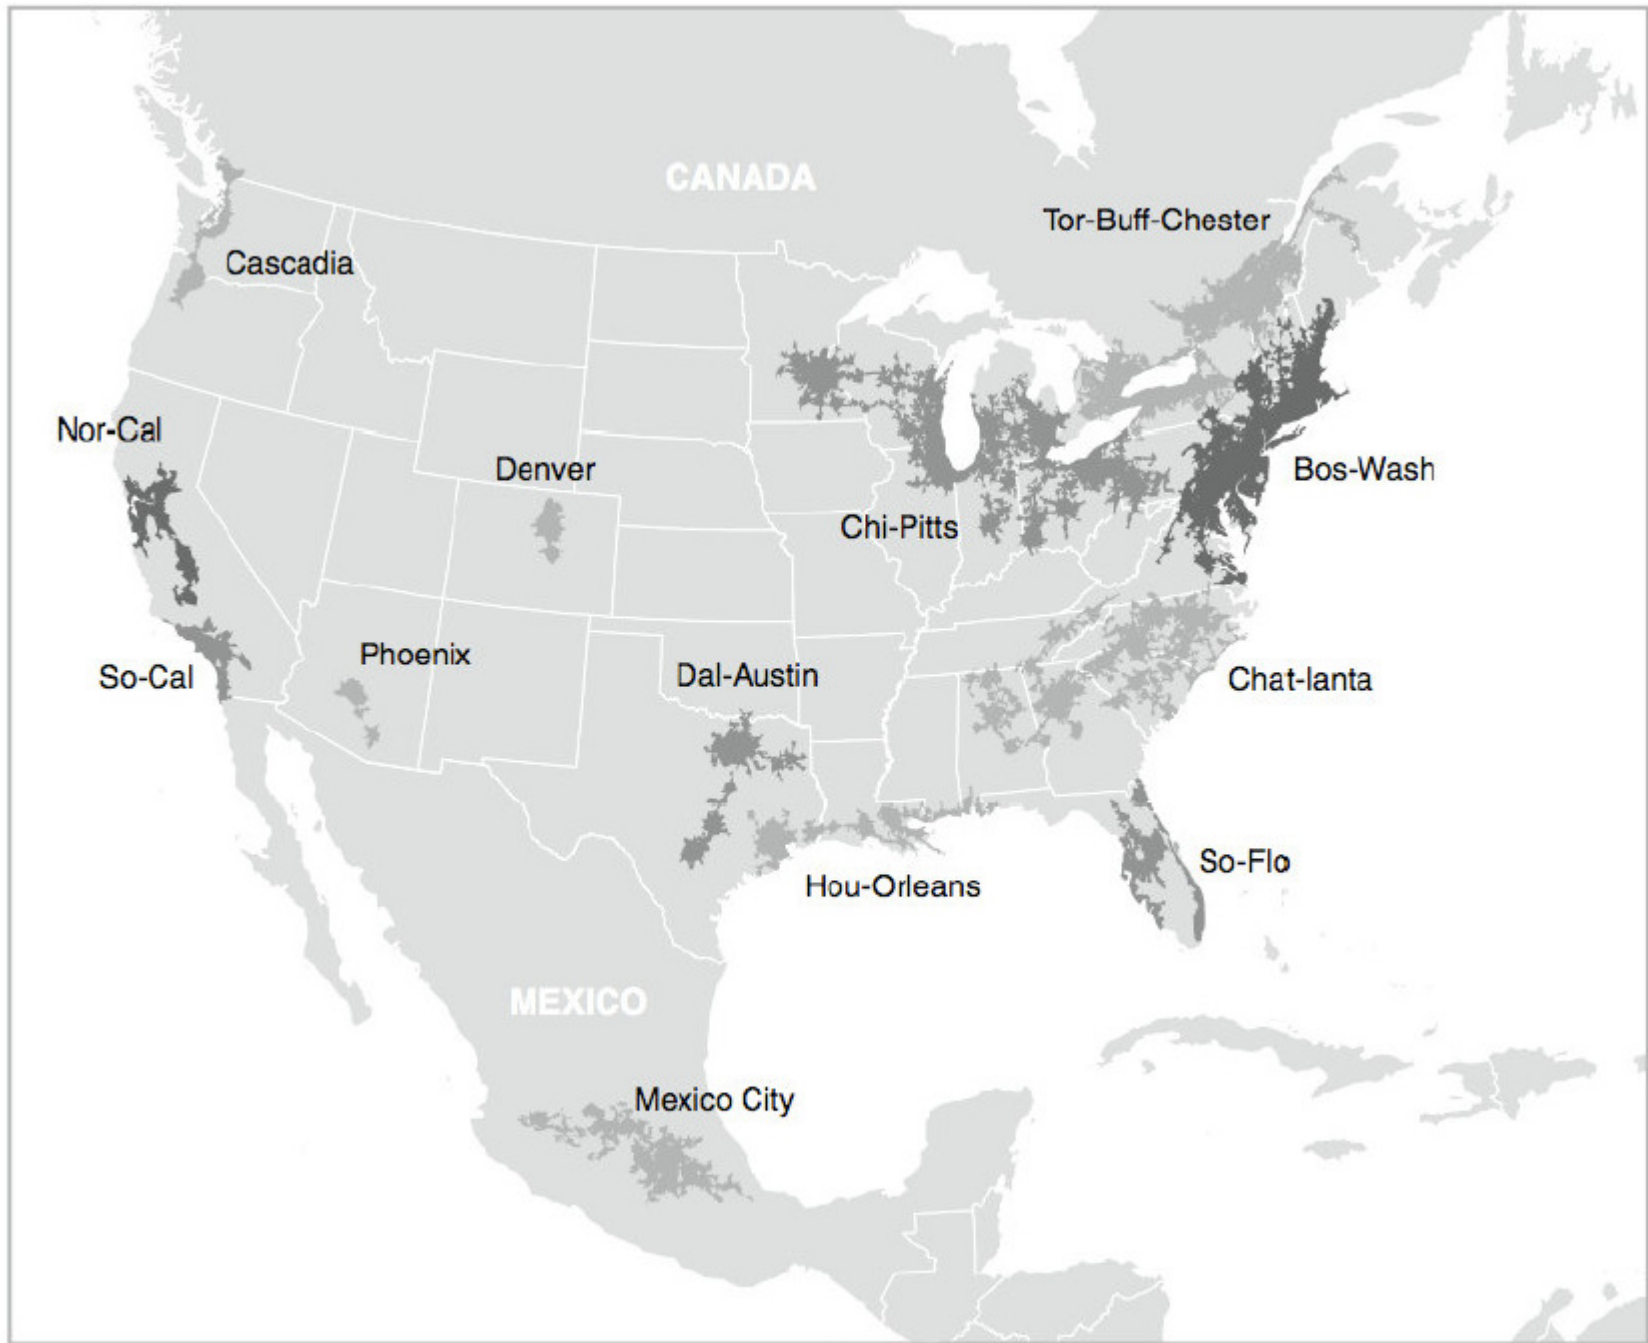 CANADA
Tor-Buff-Chester
Cascadia
Nor-Cal
Denver
Bos-Wash
Chi-Pitts
Phoenix
So-Cal
Dal-Austin
Chat-lanta
So-Flo
Hou-Orleans
MEXICO
Mexico City